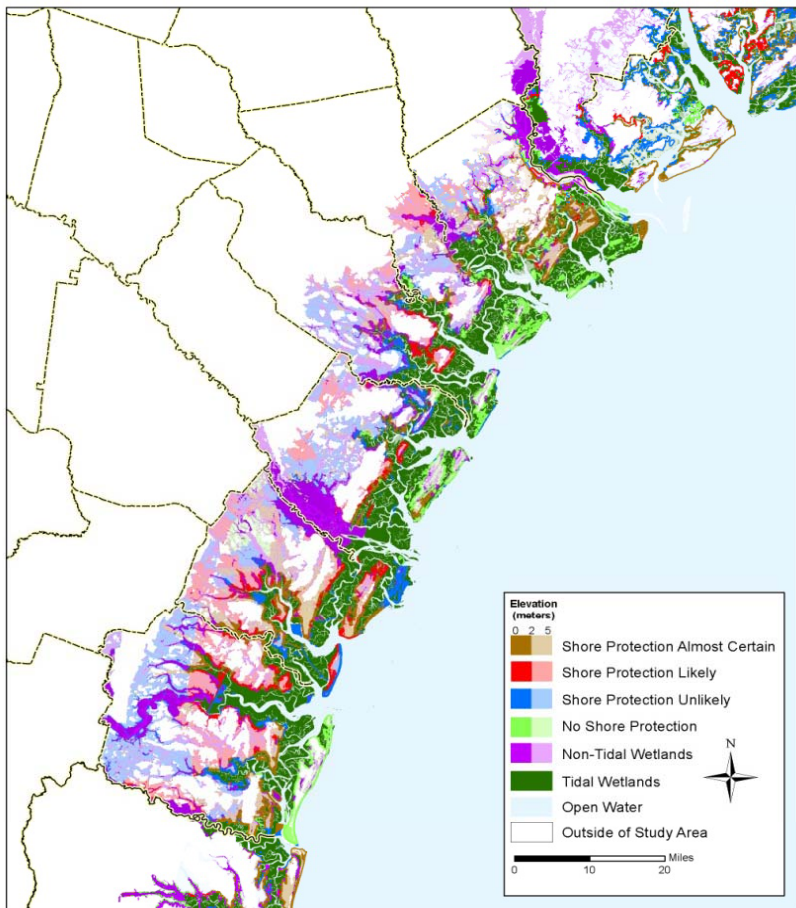 Elevation
(meters)
0 2 5
Shore Protection Almost Certain
Shore Protection Likely
Shore Protection Unlikely
No Shore Protection
Non-Tidal Wetlands
Tidal Wetlands
Open Water
Outside of Study Area
N
Miles
0 10 20